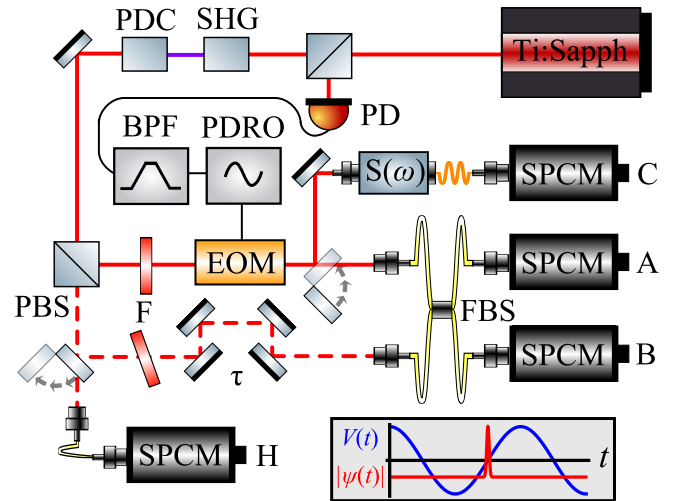 PDC SHG
Ti:Sapph
PD
BPF PDRO
S(ω)
SPCM C
EOM
SPCM A
PBS
F
FBS
τ
SPCM B
SPCM H
V(t)
|ψ(t)|
t